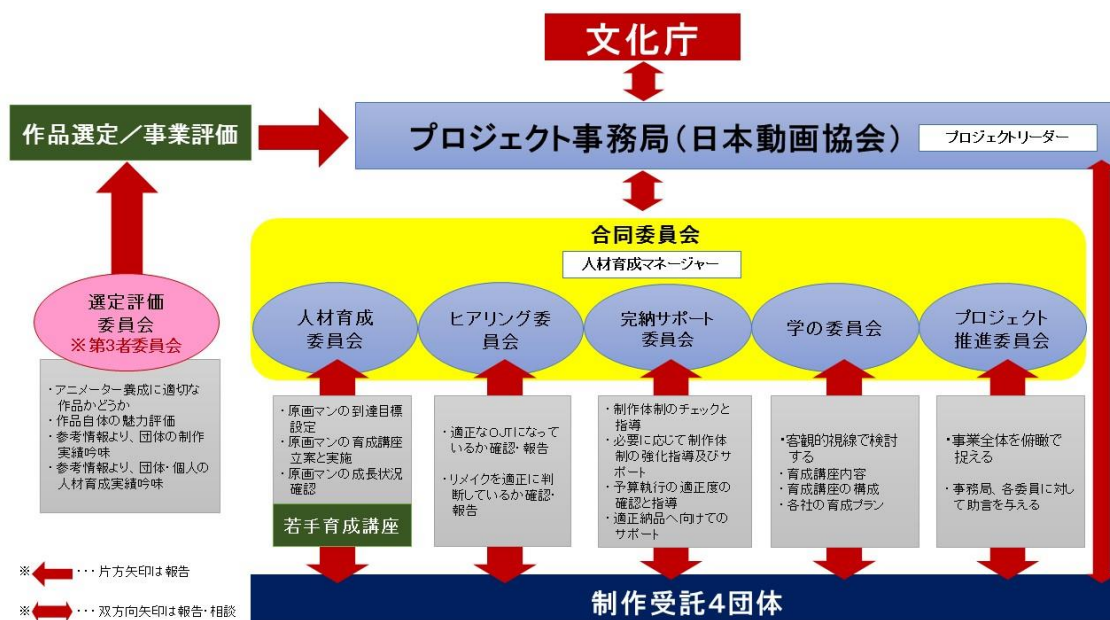 文化庁
作品選定／事業評価
プロジェクト事務局（日本動画協会）
プロジェクトリーダー
合同委員会
人材育成マネージャー
選定評価
委員会
※第3者委員会
人材育成
委員会
ヒアリング委
員会
完納サポート
委員会
学の委員会
プロジェクト
推進委員会
・アニメーター養成に適切な
作品かどうか
・作品自体の魅力評価
・参考情報より、団体の制作
実績吟味
・参考情報より、団体・個人の
人材育成実績吟味
・原画マンの到達目標
設定
・原画マンの育成講座
立案と実施
・原画マンの成長状況
確認
若手育成講座
・適正なOJTになって
いるか確認・報告
・リメイクを適正に判
断しているか確認・
報告
・制作体制のチェックと
指導
・必要に応じて制作体
制の強化指導及びサ
ポート
・予算執行の適正度の
確認と指導
・適正納品へ向けての
サポート
・客観的視線で検討
する
・育成講座内容
・育成講座の構成
・各社の育成プラン
・事業全体を俯瞰で
捉える
・事務局、各委員に対し
て助言を与える
※ ・・・片方矢印は報告
※ ・・・双方向矢印は報告・相談
制作受託4団体